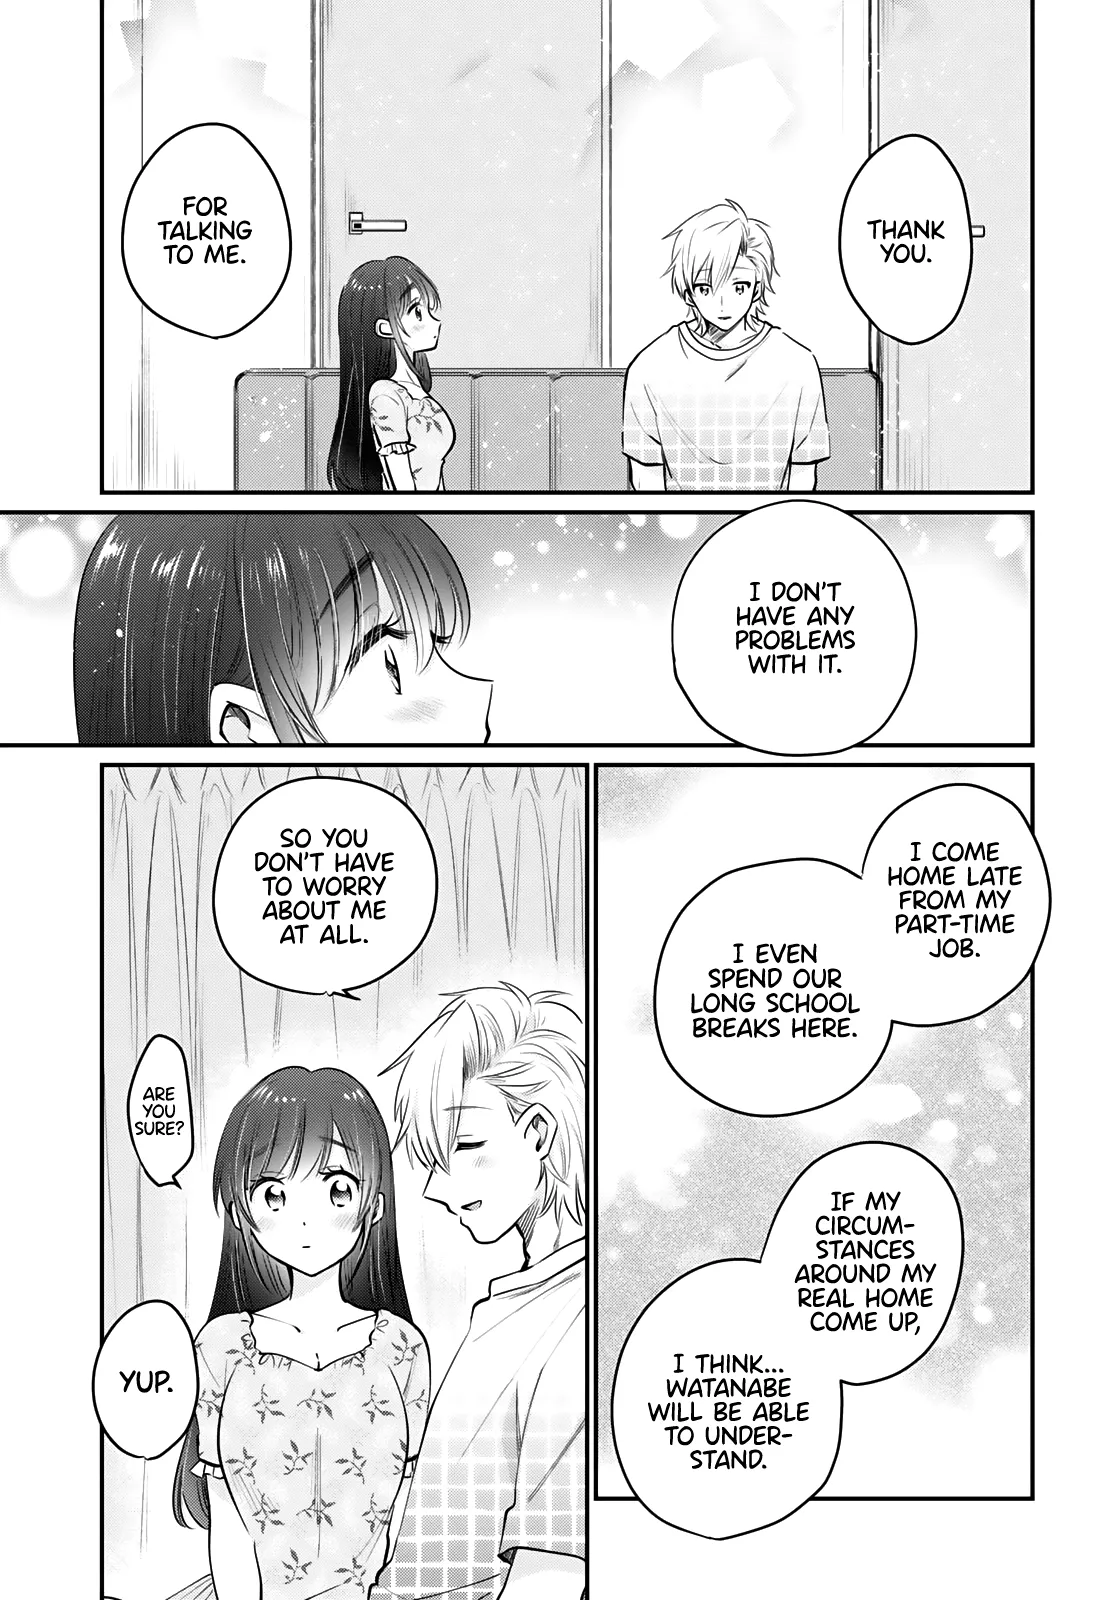 THANK
YOU.
FOR
TALKING
TO ME.
I DON'T
HAVE ANY
PROBLEMS
WITH IT.
I COME
HOME LATE
FROM MY
PART-TIME
JOB.
I EVEN
SPEND OUR
LONG SCHOOL
BREAKS HERE.
IF MY
CIRCUM-
STANCES
AROUND MY
REAL HOME
COME UP,
I THINK...
WATANABE
WILL BE ABLE
TO UNDER-
STAND.
SO YOU
DON'T HAVE
TO WORRY
ABOUT ME
AT ALL.
ARE
YOU
SURE?
YUP.